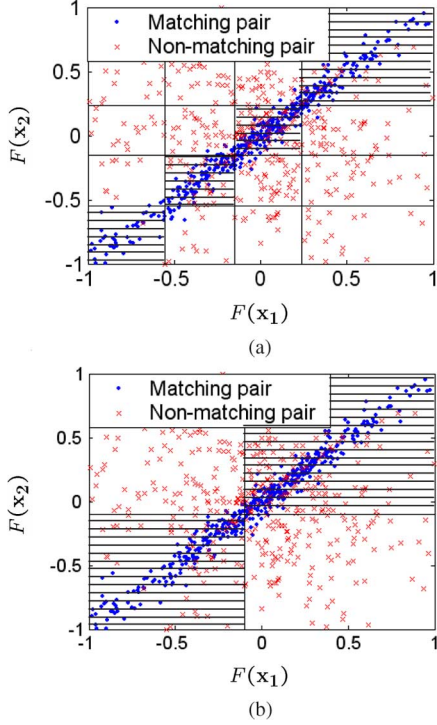 1
Matching pair
Non-matching pair
0.5
F(x₂)
0
-0.5
-1
-1 -0.5 0 0.5 1
F(x₁)
(a)
1
Matching pair
Non-matching pair
0.5
F(x₂)
0
-0.5
-1
-1 -0.5 0 0.5 1
F(x₁)
(b)